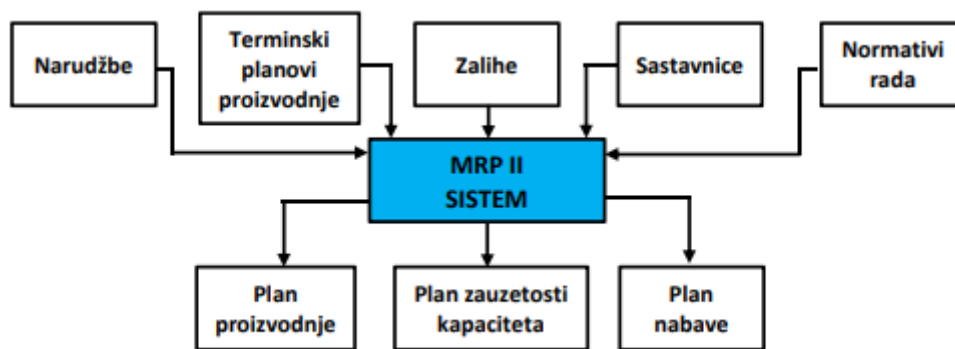 Narudžbe
Terminski
planovi
proizvodnje
Zalihe
Sastavnice
Normativi
rada
MRP II
SISTEM
Plan
proizvodnje
Plan zauzetosti
kapaciteta
Plan
nabave